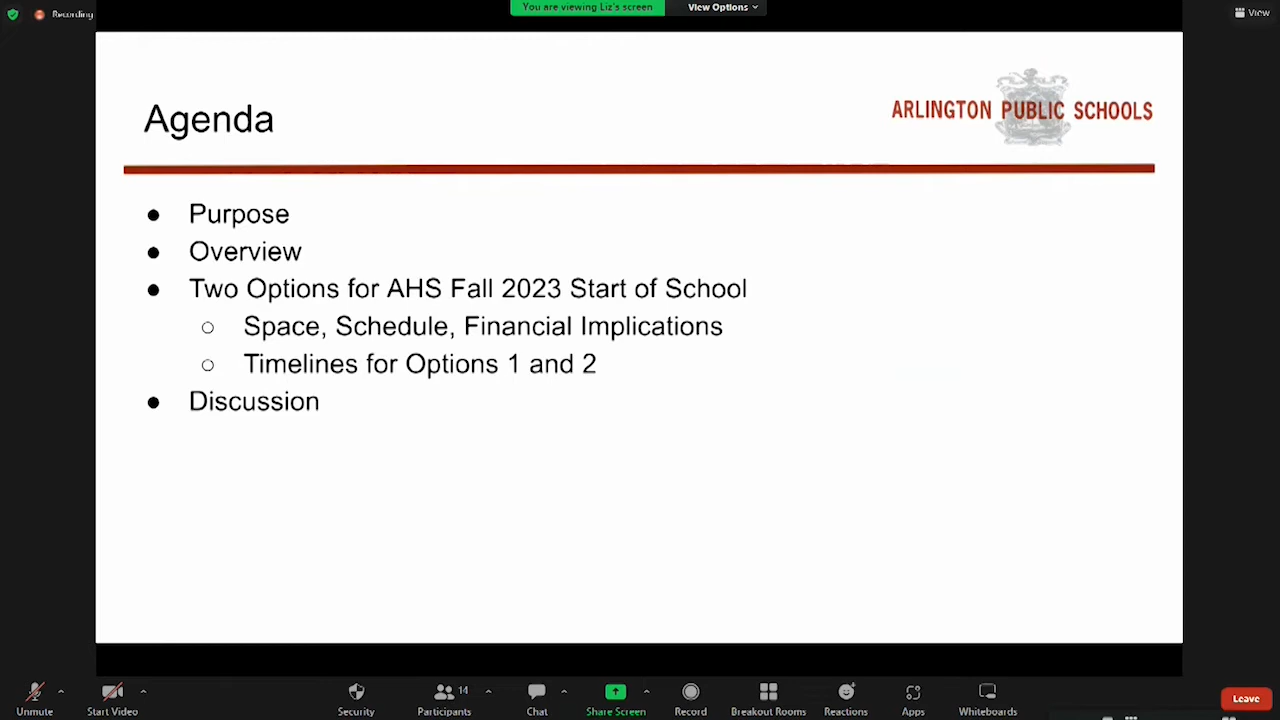 Recording
You are viewing Liz's screen
View Options
View
Agenda
ARLINGTON PUBLIC SCHOOLS
● Purpose
● Overview
● Two Options for AHS Fall 2023 Start of School
○ Space, Schedule, Financial Implications
○ Timelines for Options 1 and 2
● Discussion
14
Unmute
Start Video
Security
Participants
Chat
Share Screen
Record
Breakout Rooms
Reactions
Apps
Whiteboards
Leave